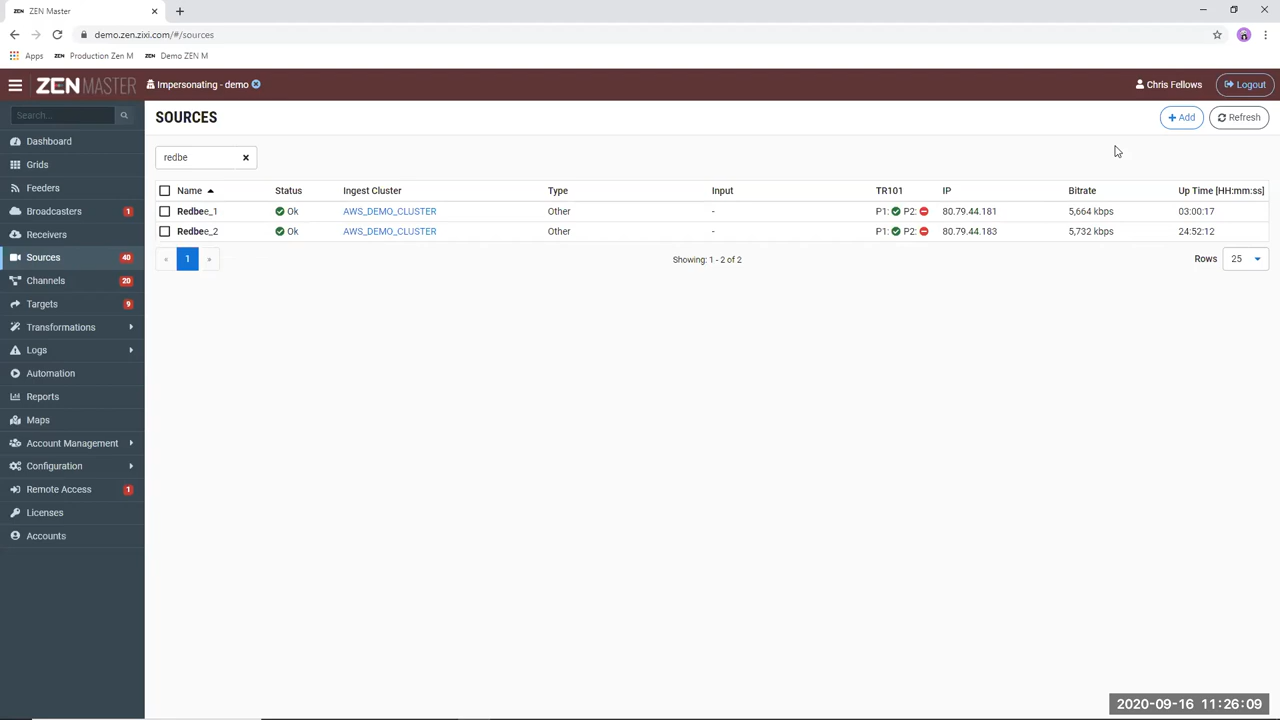 ZEN ZEN Master
demo.zen.zixi.com/#/sources
Apps ZEN Production Zen M ZEN Demo ZEN M
ZENMASTER Impersonating - demo Chris Fellows Logout
Search...
Dashboard
Grids
Feeders
Broadcasters 1
Receivers
Sources 40
Channels 20
Targets 9
Transformations
Logs
Automation
Reports
Maps
Account Management
Configuration
Remote Access 1
Licenses
Accounts
SOURCES
+ Add Refresh
redbe
Name Status Ingest Cluster Type Input TR101 IP Bitrate Up Time [HH:mm:ss]
Redbee_1 Ok AWS_DEMO_CLUSTER Other - P1: P2: 80.79.44.181 5,664 kbps 03:00:17
Redbee_2 Ok AWS_DEMO_CLUSTER Other - P1: P2: 80.79.44.183 5,732 kbps 24:52:12
« 1 » Showing: 1 - 2 of 2 Rows 25
2020-09-16 11:26:09